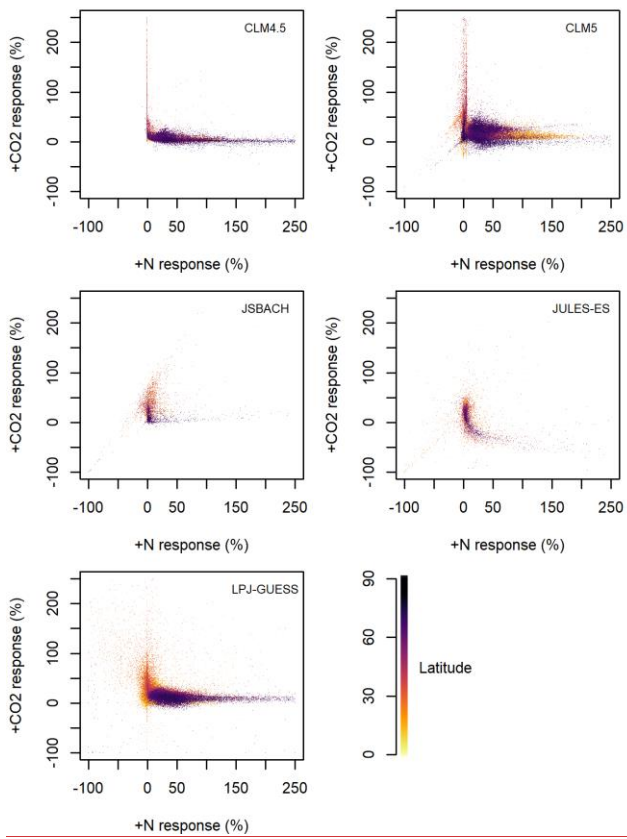 CLM4.5
+CO2 response (%)
-100 0 100 200
-100 0 50 150 250
+N response (%)
CLM5
+CO2 response (%)
-100 0 100 200
-100 0 50 150 250
+N response (%)
JSBACH
+CO2 response (%)
-100 0 100 200
-100 0 50 150 250
+N response (%)
JULES-ES
+CO2 response (%)
-100 0 100 200
-100 0 50 150 250
+N response (%)
LPJ-GUESS
+CO2 response (%)
-100 0 100 200
-100 0 50 150 250
+N response (%)
0 30 60 90
Latitude